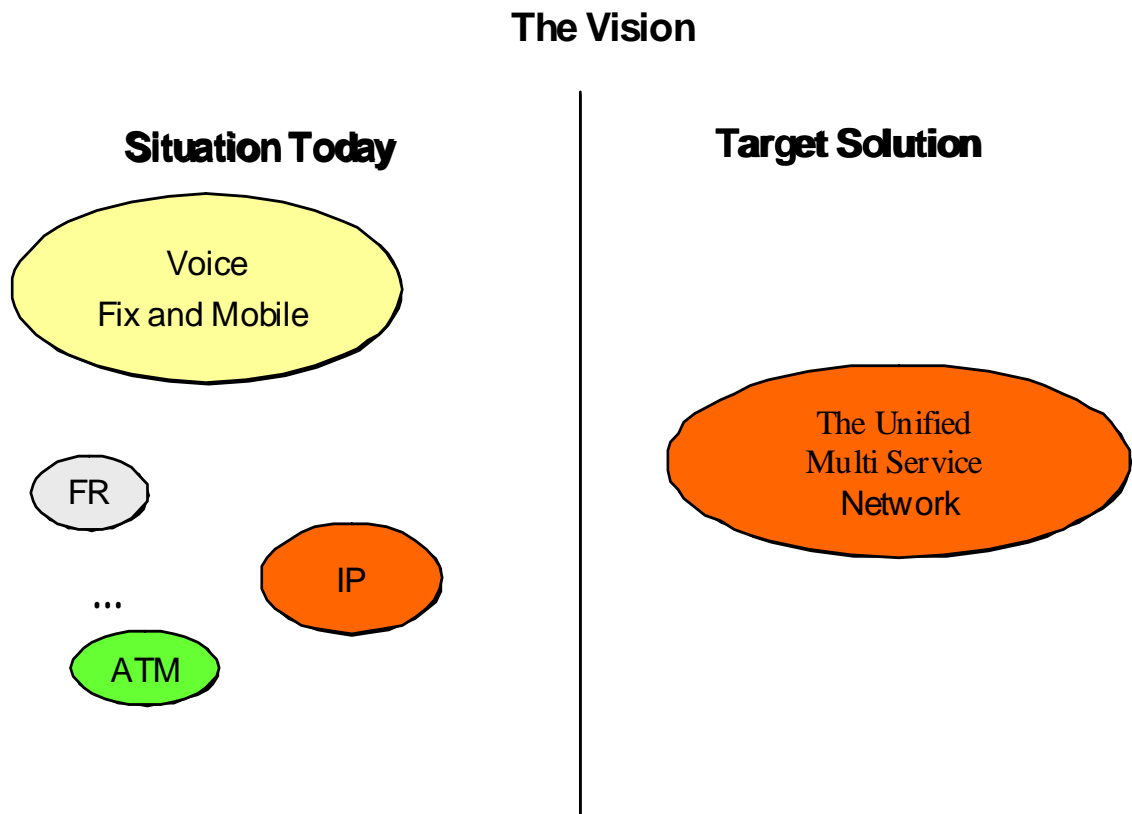 The Vision
Situation Today
Voice
Fix and Mobile
FR
IP
...
ATM
Target Solution
The Unified
Multi Service
Network